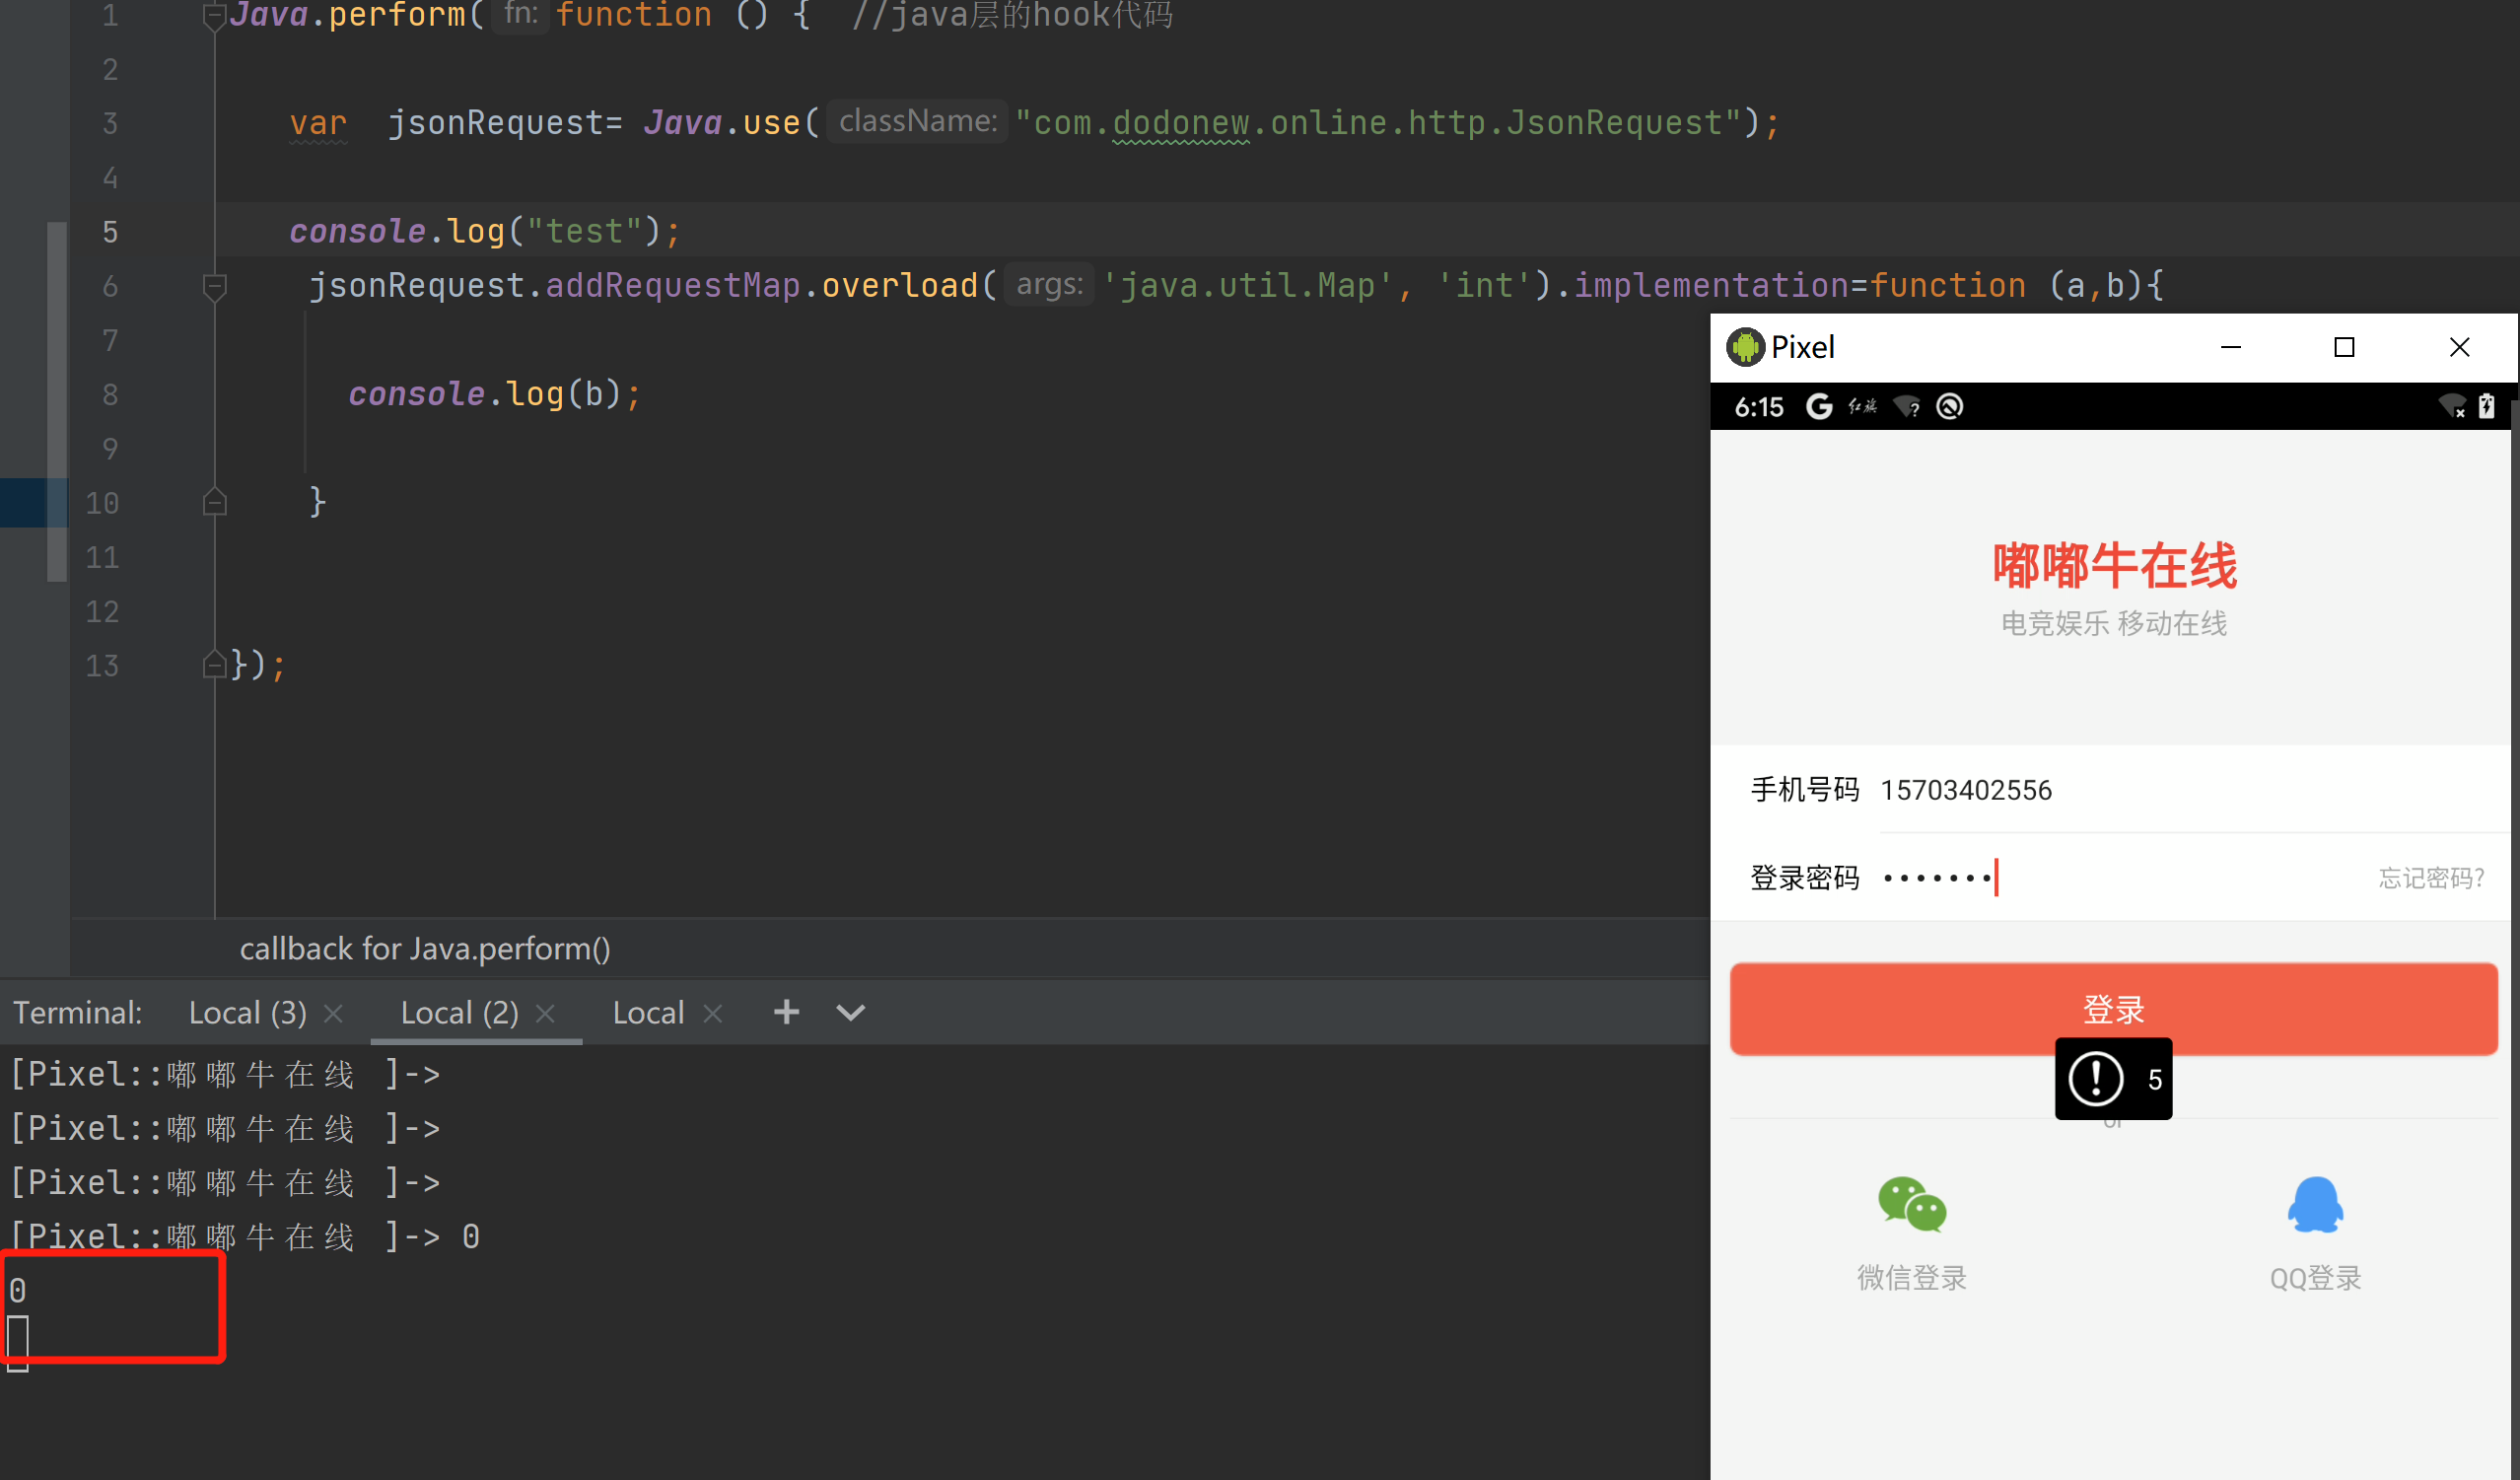 1 Java.perform( fn: function () {  //java层的hook代码
2
3 var  jsonRequest= Java.use( className: "com.dodonew.online.http.JsonRequest");
4
5 console.log("test");
6 jsonRequest.addRequestMap.overload( args: 'java.util.Map', 'int').implementation=function (a,b){
7
8 console.log(b);
9
10 }
11
12
13 });
callback for Java.perform()
Terminal: Local (3) Local (2) Local
[Pixel::嘟嘟牛在线 ]->
[Pixel::嘟嘟牛在线 ]->
[Pixel::嘟嘟牛在线 ]->
[Pixel::嘟嘟牛在线 ]-> 0
0
Pixel
6:15 G 红旗
嘟嘟牛在线
电竞娱乐 移动在线
手机号码 15703402556
登录密码 ••••••• 忘记密码?
登录
5
微信登录 QQ登录